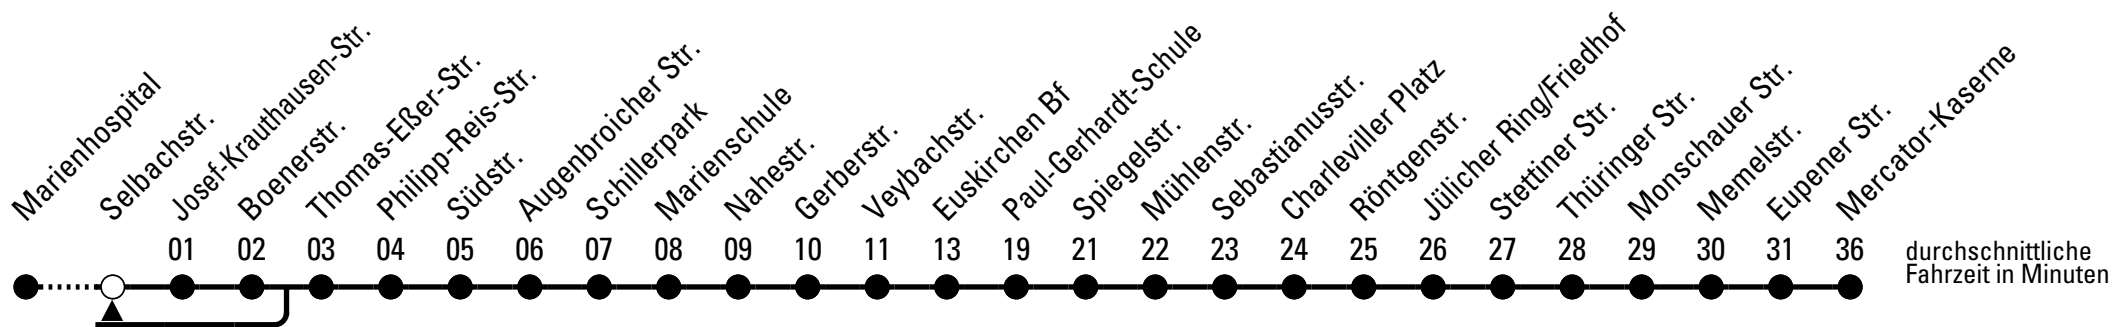 Marienhospital
Selbachstr.
Josef-Krauthausen-Str.
Boenerstr.
Thomas-Eßer-Str.
Philipp-Reis-Str.
Südstr.
Augenbroicher Str.
Schillerpark
Marienschule
Nahestr.
Gerberstr.
Veybachstr.
Euskirchen Bf
Paul-Gerhardt-Schule
Spiegelstr.
Mühlenstr.
Sebastianusstr.
Charleviller Platz
Röntgenstr.
Jülicher Ring/Friedhof
Stettiner Str.
Thüringer Str.
Monschauer Str.
Memelstr.
Eupener Str.
Mercator-Kaserne
01 02 03 04 05 06 07 08 09 10 11 13 19 21 22 23 24 25 26 27 28 29 30 31 36
durchschnittliche
Fahrzeit in Minuten